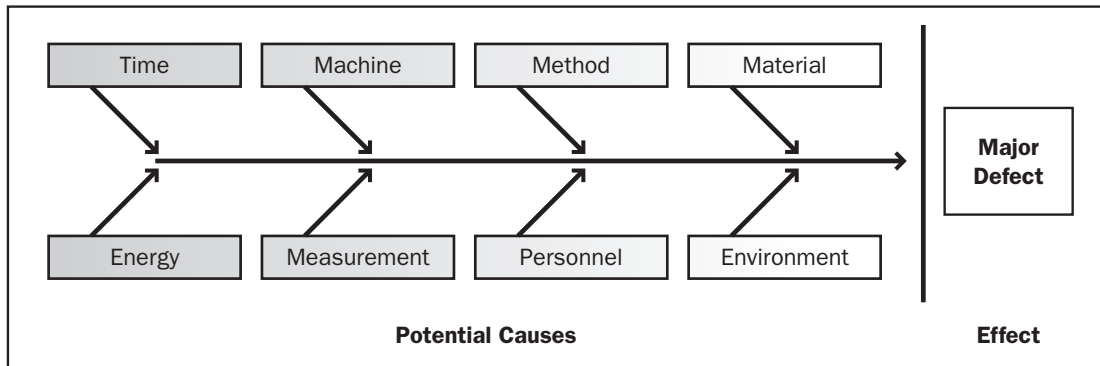 Time
Machine
Method
Material
Major
Defect
Energy
Measurement
Personnel
Environment
Potential Causes
Effect